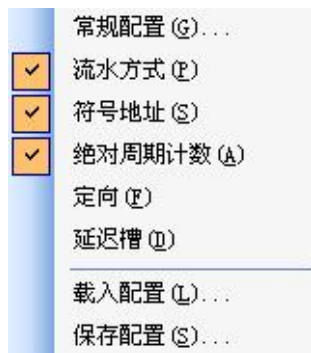 常规配置(G)...
流水方式(P)
符号地址(S)
绝对周期计数(A)
定向(F)
延迟槽(D)
载入配置(L)...
保存配置(S)...